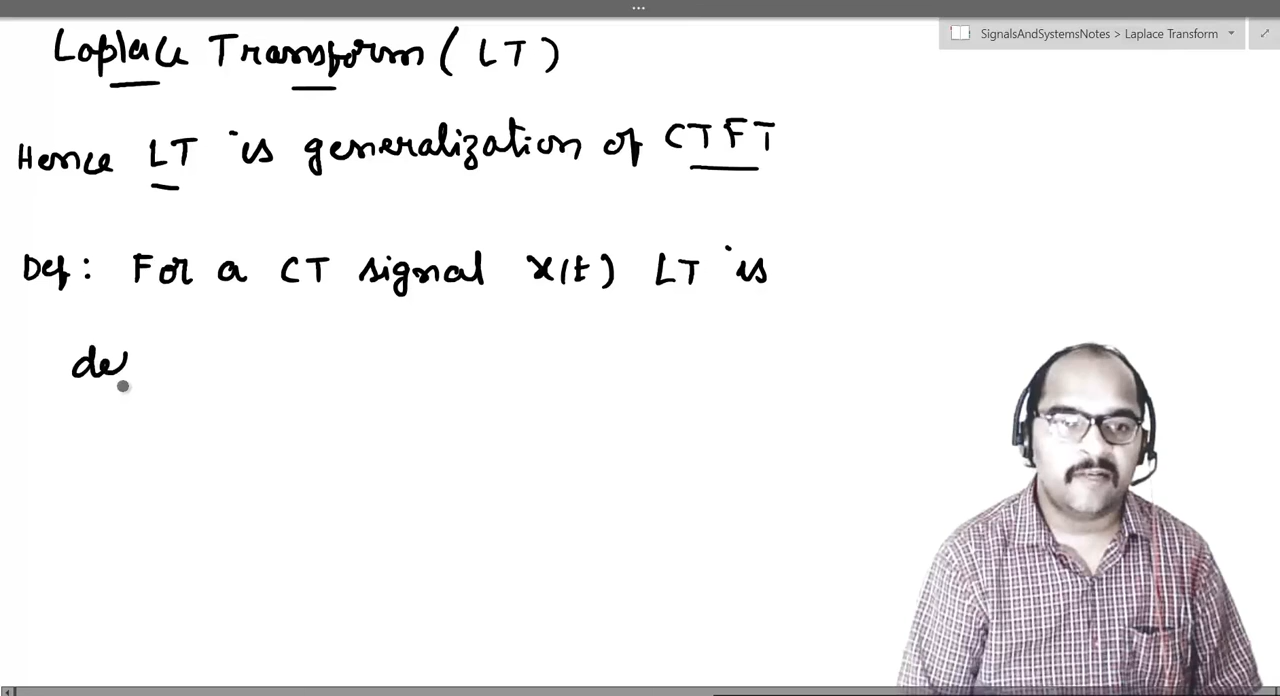 SignalsAndSystemsNotes > Laplace Transform
Laplace Transform (LT)
Hence LT is generalization of CTFT
Def: For a CT signal x(t) LT is
de